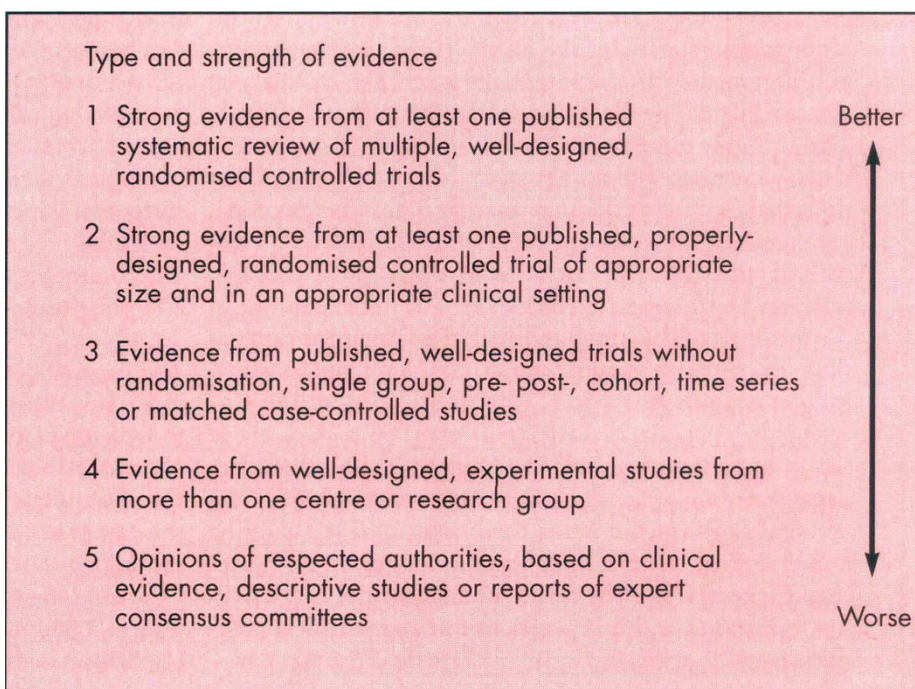 Type and strength of evidence
1 Strong evidence from at least one published
systematic review of multiple, well-designed,
randomised controlled trials
Better
2 Strong evidence from at least one published, properly-
designed, randomised controlled trial of appropriate
size and in an appropriate clinical setting
3 Evidence from published, well-designed trials without
randomisation, single group, pre- post-, cohort, time series
or matched case-controlled studies
4 Evidence from well-designed, experimental studies from
more than one centre or research group
5 Opinions of respected authorities, based on clinical
evidence, descriptive studies or reports of expert
consensus committees
Worse